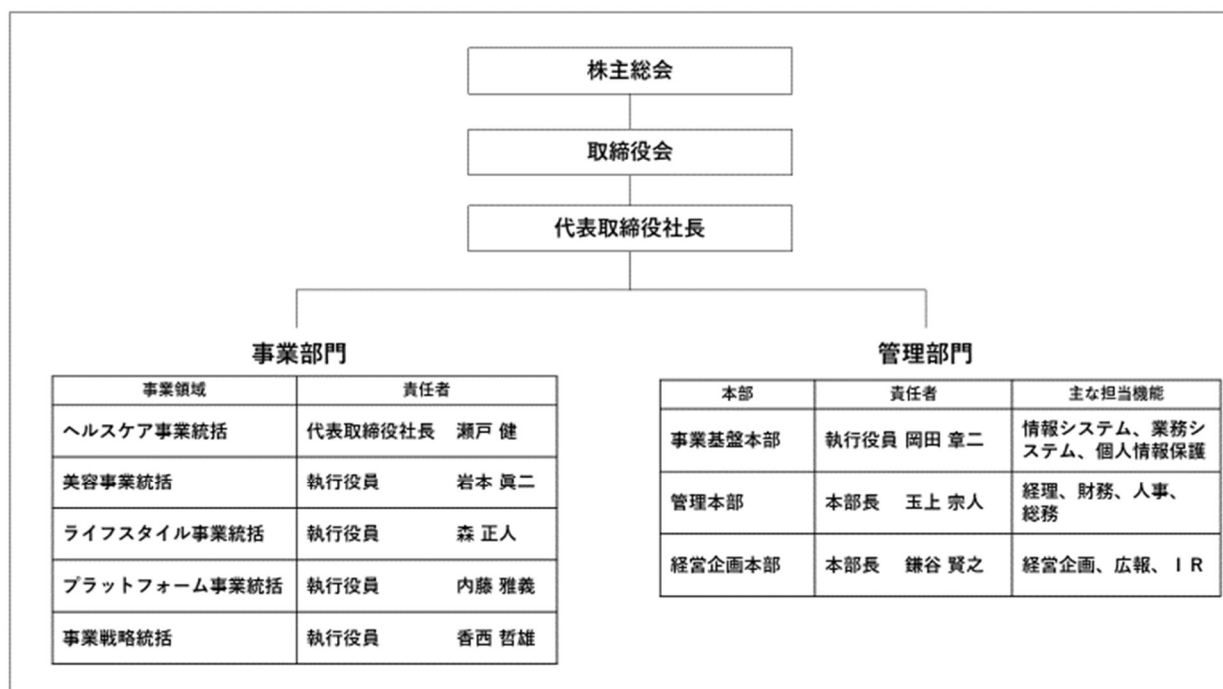 株主総会
取締役会
代表取締役社長
事業部門
事業領域 責任者
ヘルスケア事業統括 代表取締役社長 瀬戸 健
美容事業統括 執行役員 岩本 眞二
ライフスタイル事業統括 執行役員 森 正人
プラットフォーム事業統括 執行役員 内藤 雅義
事業戦略統括 執行役員 香西 哲雄
管理部門
本部 責任者 主な担当機能
事業基盤本部 執行役員 岡田 章二 情報システム、業務シ
ステム、個人情報保護
管理本部 本部長 玉上 宗人 経理、財務、人事、
総務
経営企画本部 本部長 鎌谷 賢之 経営企画、広報、ＩＲ